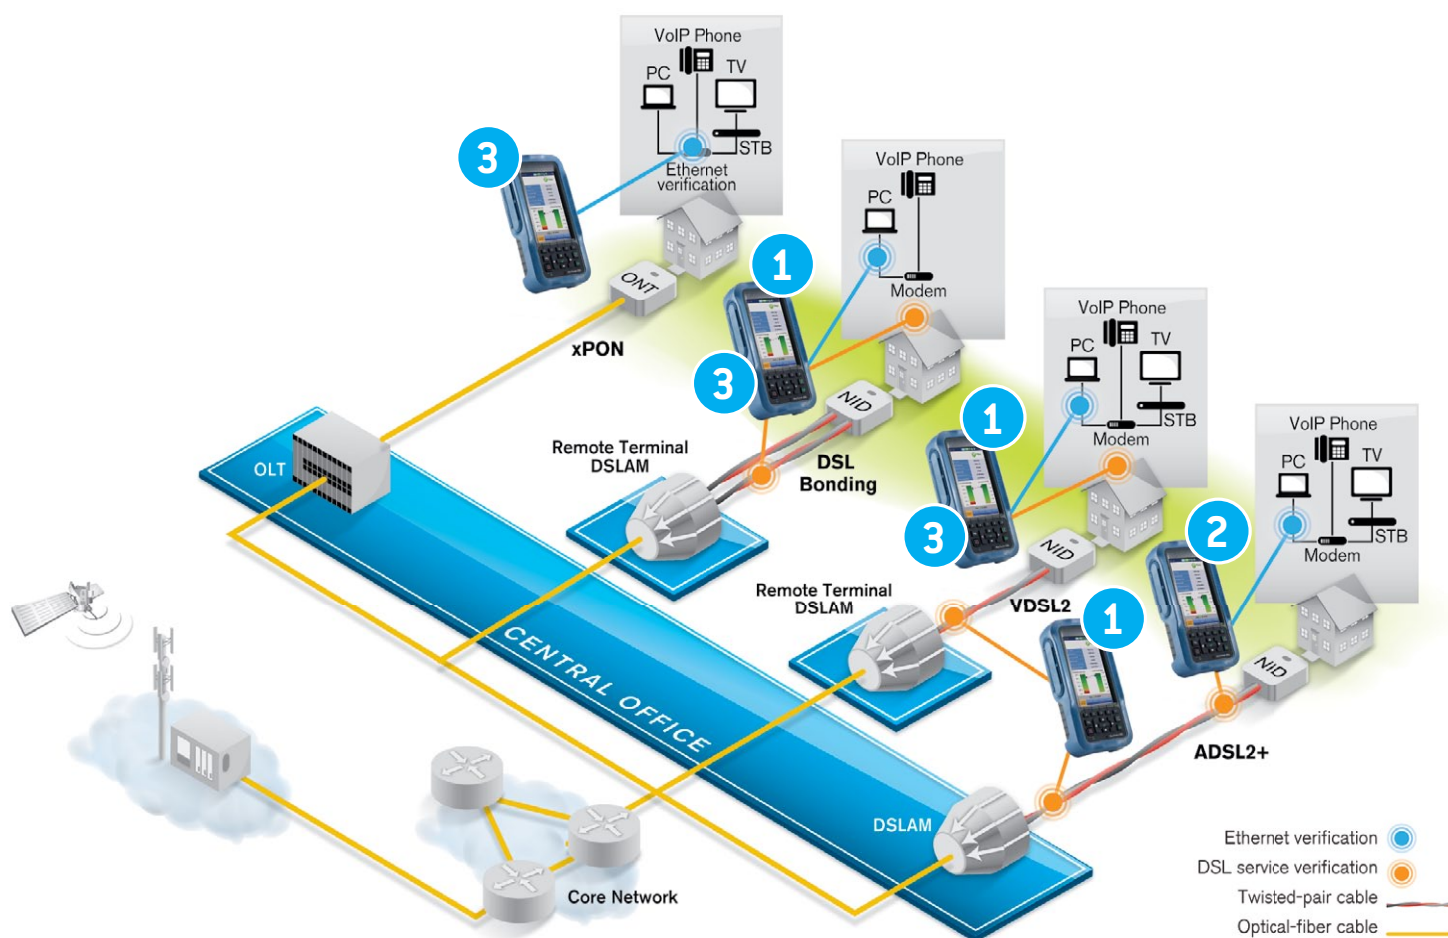 VoIP Phone
PC
TV
STB
Ethernet
verification
3
ONT
xPON
VoIP Phone
PC
Modem
1
3
NID
DSL
Bonding
Remote Terminal
DSLAM
VoIP Phone
PC
TV
STB
Modem
1
3
NID
VDSL2
Remote Terminal
DSLAM
VoIP Phone
PC
TV
STB
Modem
2
1
NID
ADSL2+
OLT
CENTRAL OFFICE
DSLAM
Core Network
Ethernet verification
DSL service verification
Twisted-pair cable
Optical-fiber cable